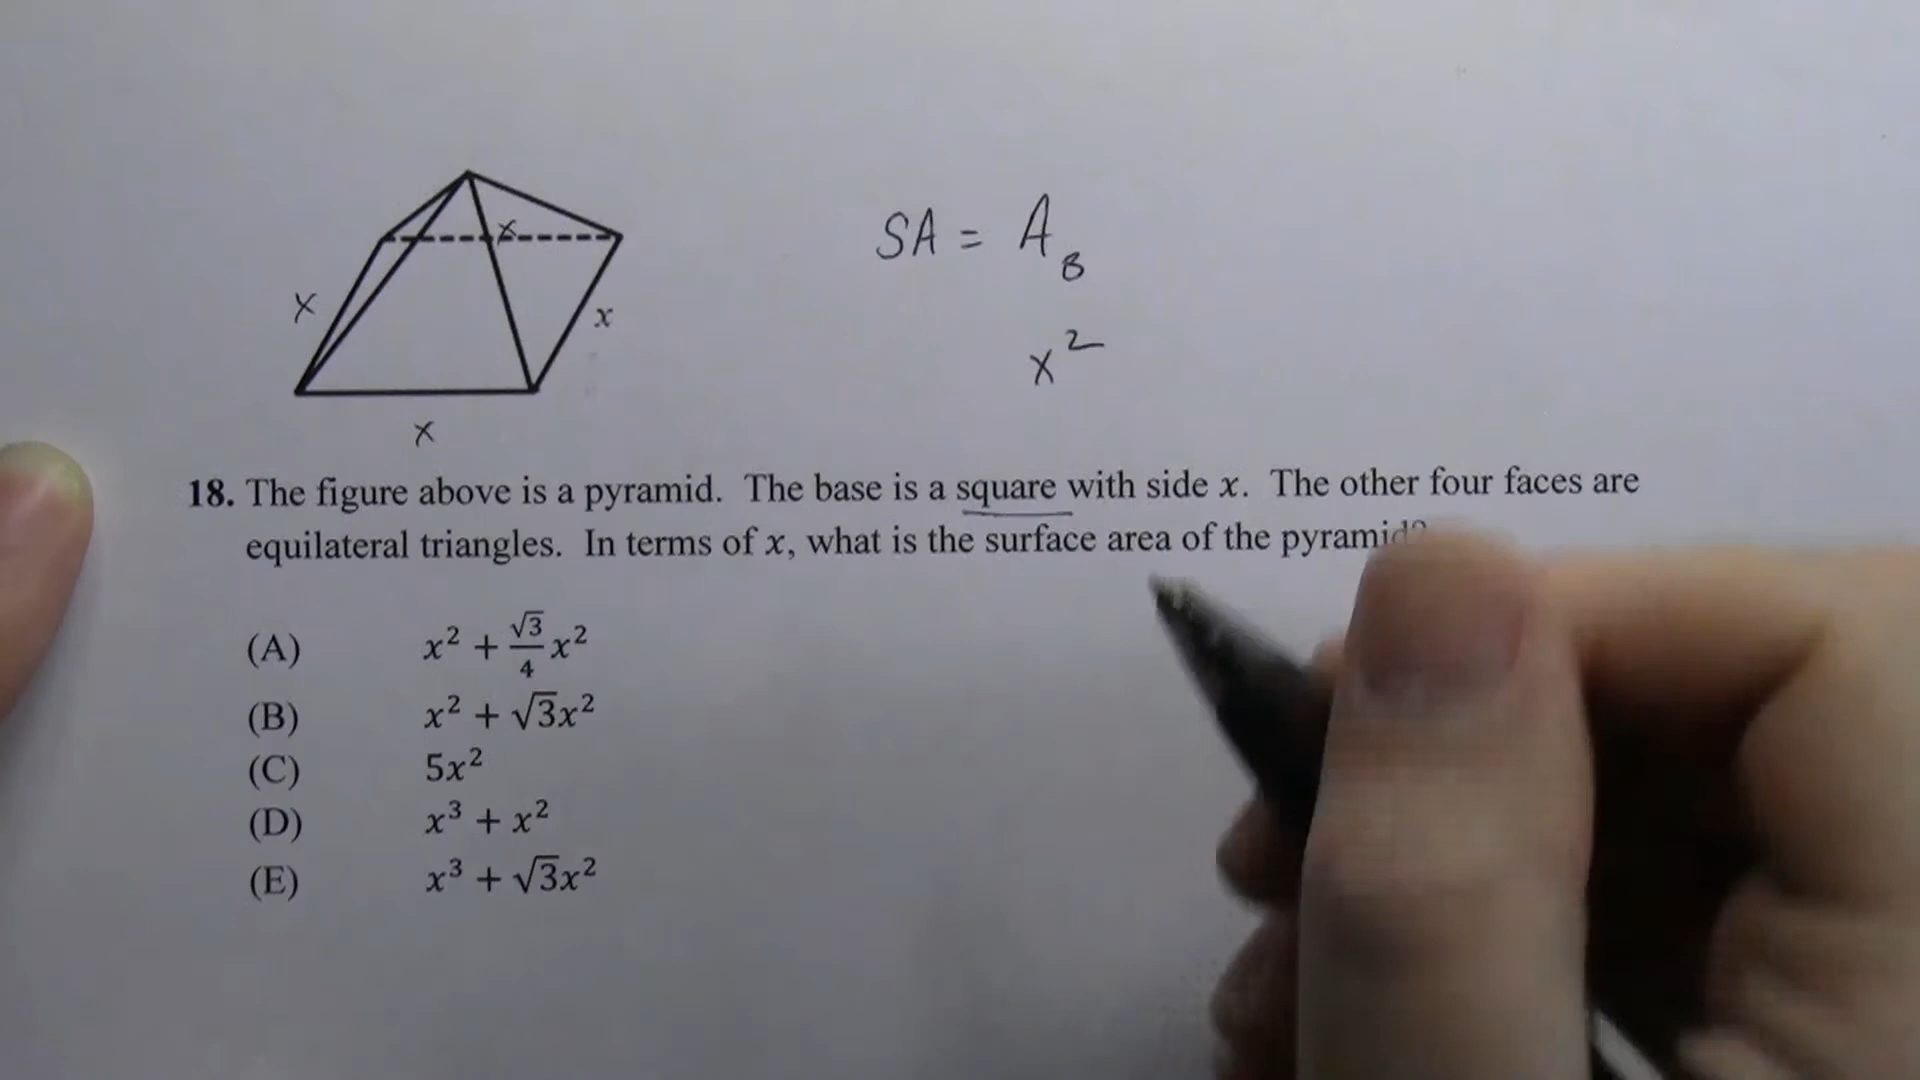 x
SA = A_B
x
x
x²
x
18. The figure above is a pyramid. The base is a square with side x. The other four faces are
equilateral triangles. In terms of x, what is the surface area of the pyramid?
(A) x² + √3/4 x²
(B) x² + √3x²
(C) 5x²
(D) x³ + x²
(E) x³ + √3x²